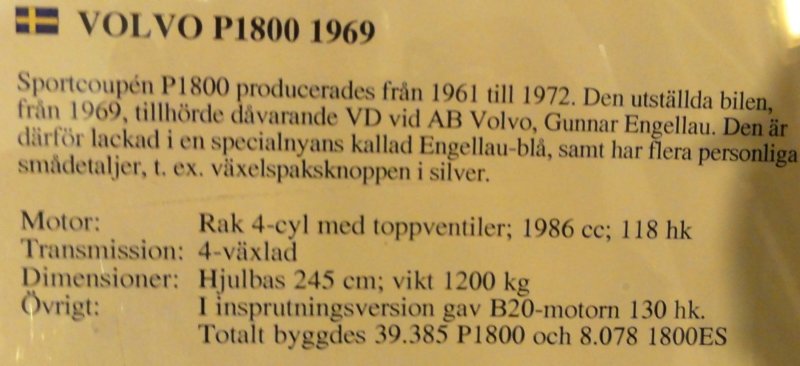 VOLVO P1800 1969
Sportcoupén P1800 producerades från 1961 till 1972. Den utställda bilen,
från 1969, tillhörde dåvarande VD vid AB Volvo, Gunnar Engellau. Den är
därför lackad i en specialnyans kallad Engellau-blå, samt har flera personliga
smådetaljer, t. ex. växelspaksknoppen i silver.
Motor: Rak 4-cyl med toppventiler; 1986 cc; 118 hk
Transmission: 4-växlad
Dimensioner: Hjulbas 245 cm; vikt 1200 kg
Övrigt: I insprutningsversion gav B20-motorn 130 hk.
Totalt byggdes 39.385 P1800 och 8.078 1800ES